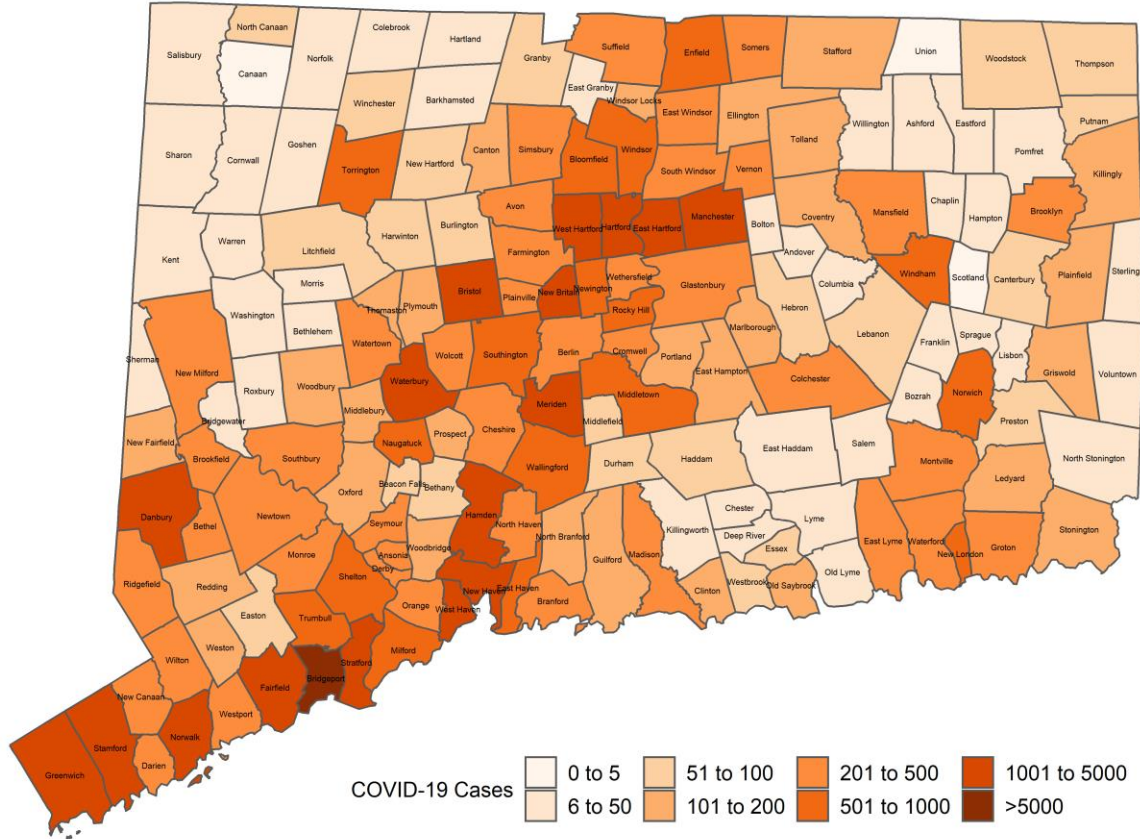 North Canaan
Colebrook
Hartland
Salisbury
Canaan
Norfolk
Granby
Suffield
Enfield
Somers
Stafford
Union
Woodstock
Thompson
East Granby
Windsor Locks
Winchester
Barkhamsted
East Windsor
Ellington
Putnam
Willington
Ashford
Eastford
Sharon
Cornwall
Goshen
Torrington
New Hartford
Canton
Simsbury
Bloomfield
Windsor
South Windsor
Vernon
Tolland
Pomfret
Killingly
Kent
Warren
Litchfield
Harwinton
Burlington
Avon
Farmington
West Hartford
Hartford
East Hartford
Manchester
Bolton
Coventry
Andover
Mansfield
Chaplin
Hampton
Brooklyn
Windham
Scotland
Canterbury
Plainfield
Sterling
Columbia
Morris
Washington
Bethlehem
Thomaston
Plymouth
Bristol
Plainville
New Britain
Newington
Wethersfield
Rocky Hill
Glastonbury
Hebron
Marlborough
Lebanon
Franklin
Sprague
Lisbon
Griswold
Voluntown
Sherman
New Milford
Roxbury
Woodbury
Watertown
Wolcott
Southington
Berlin
Cromwell
Portland
East Hampton
Colchester
Bozrah
Norwich
Preston
Bridgewater
Middlebury
Waterbury
Meriden
Middletown
Middlefield
New Fairfield
Brookfield
Southbury
Naugatuck
Prospect
Cheshire
Wallingford
Durham
Haddam
East Haddam
Salem
Montville
Ledyard
North Stonington
Danbury
Bethel
Newtown
Oxford
Beacon Falls
Bethany
Seymour
Hamden
North Haven
North Branford
Guilford
Madison
Killingworth
Chester
Deep River
Essex
Lyme
East Lyme
Waterford
New London
Groton
Stonington
Ridgefield
Redding
Monroe
Ansonia
Derby
Woodbridge
Shelton
Easton
Trumbull
Orange
West Haven
New Haven
East Haven
Branford
Clinton
Westbrook
Old Saybrook
Old Lyme
Wilton
Weston
Milford
Stratford
Bridgeport
Fairfield
New Canaan
Westport
Norwalk
Darien
Stamford
Greenwich
COVID-19 Cases
0 to 5
51 to 100
201 to 500
1001 to 5000
6 to 50
101 to 200
501 to 1000
>5000